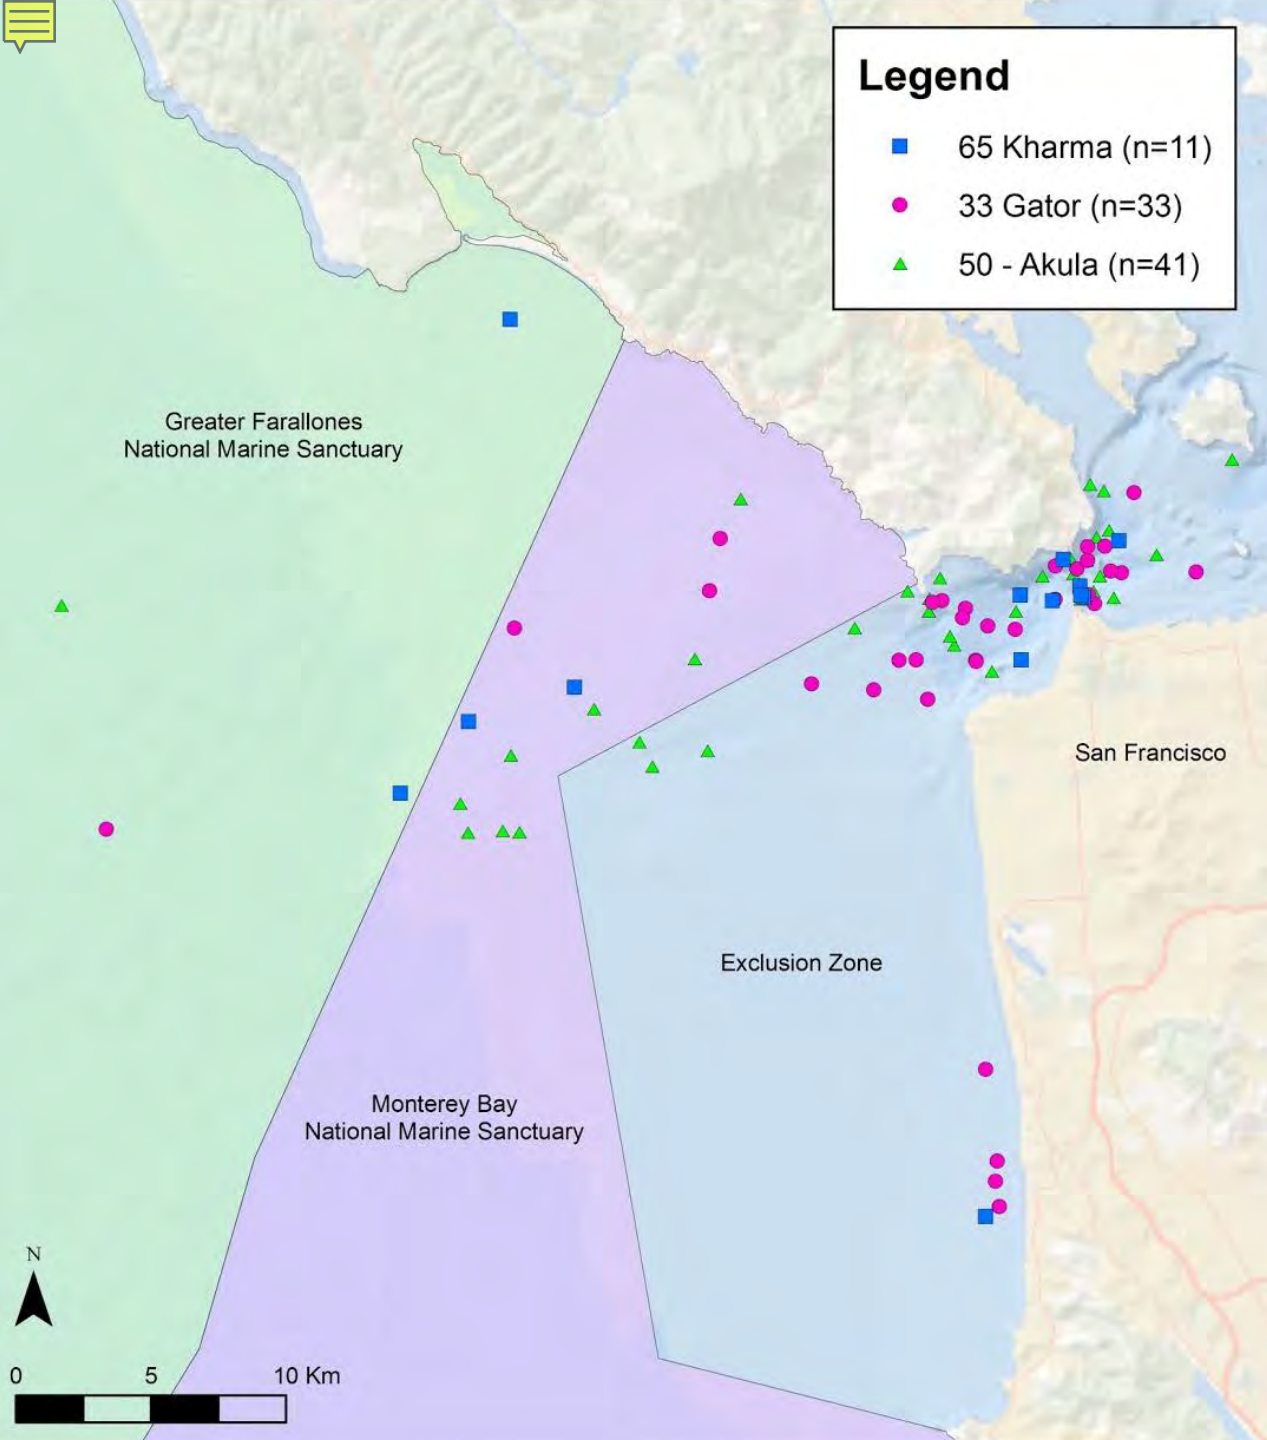 Legend
65 Kharma (n=11)
33 Gator (n=33)
50 - Akula (n=41)
Greater Farallones
National Marine Sanctuary
San Francisco
Exclusion Zone
Monterey Bay
National Marine Sanctuary
N
0 5 10 Km